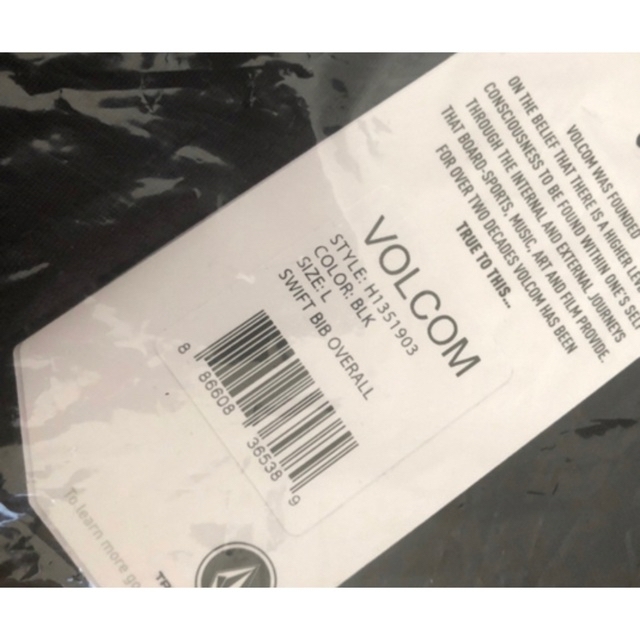 VOLCOM WAS FOUNDED
ON THE BELIEF THAT THERE IS A HIGHER
CONSCIOUSNESS TO BE FOUND WITHIN ONE'S
THROUGH THE INTERNAL AND EXTERNAL JOURNEYS
THAT BOARD-SPORTS, MUSIC, ART AND FILM PROVIDE.
FOR OVER TWO DECADES VOLCOM HAS BEEN
TRUE TO THIS...
VOLCOM
STYLE: H1351903
COLOR: BLK
SIZE: L
SWIFT BIB OVERALL
8 86608 36538 9
To learn more go